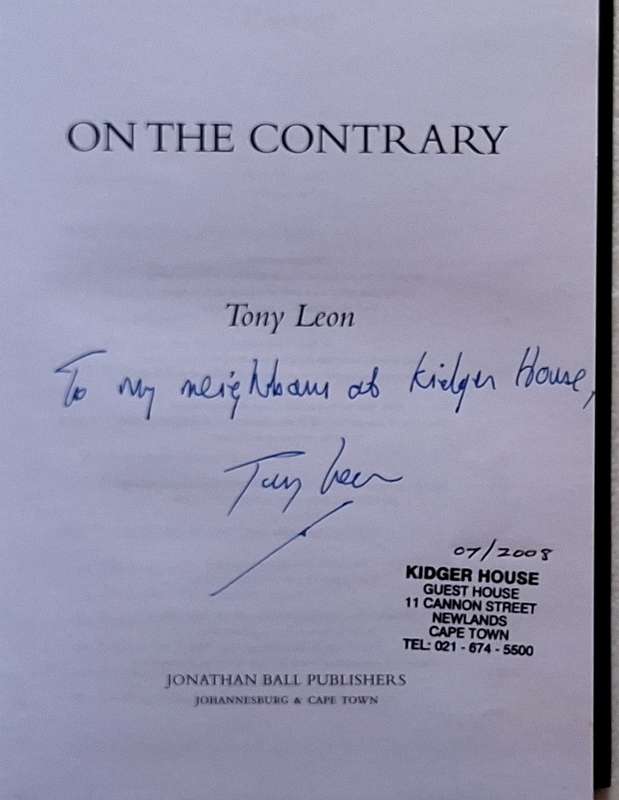 ON THE CONTRARY
Tony Leon
To my neighbours at Kidger House,
Tony Leon
07/2008
KIDGER HOUSE
GUEST HOUSE
11 CANNON STREET
NEWLANDS
CAPE TOWN
TEL: 021 - 674 - 5500
JONATHAN BALL PUBLISHERS
JOHANNESBURG & CAPE TOWN